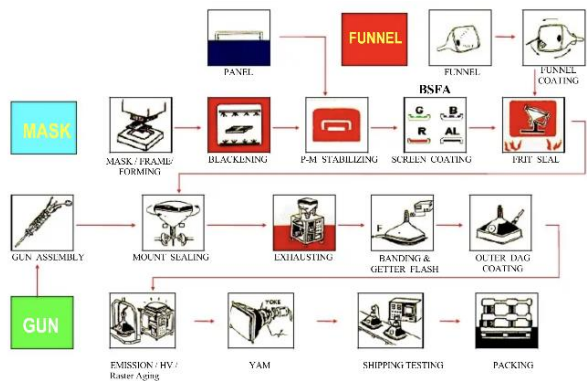 FUNNEL
PANEL
FUNNEL
FUNNEL
COATING
BSFA
MASK
G B
R AL
MASK / FRAME/
FORMING
BLACKENING
P-M STABILIZING
SCREEN COATING
FRIT SEAL
F
GUN ASSEMBLY
MOUNT SEALING
EXHAUSTING
BANDING &
GETTER FLASH
OUTER DAG
COATING
GUN
YOKE
EMISSION / HV /
Raster Aging
YAM
SHIPPING TESTING
PACKING